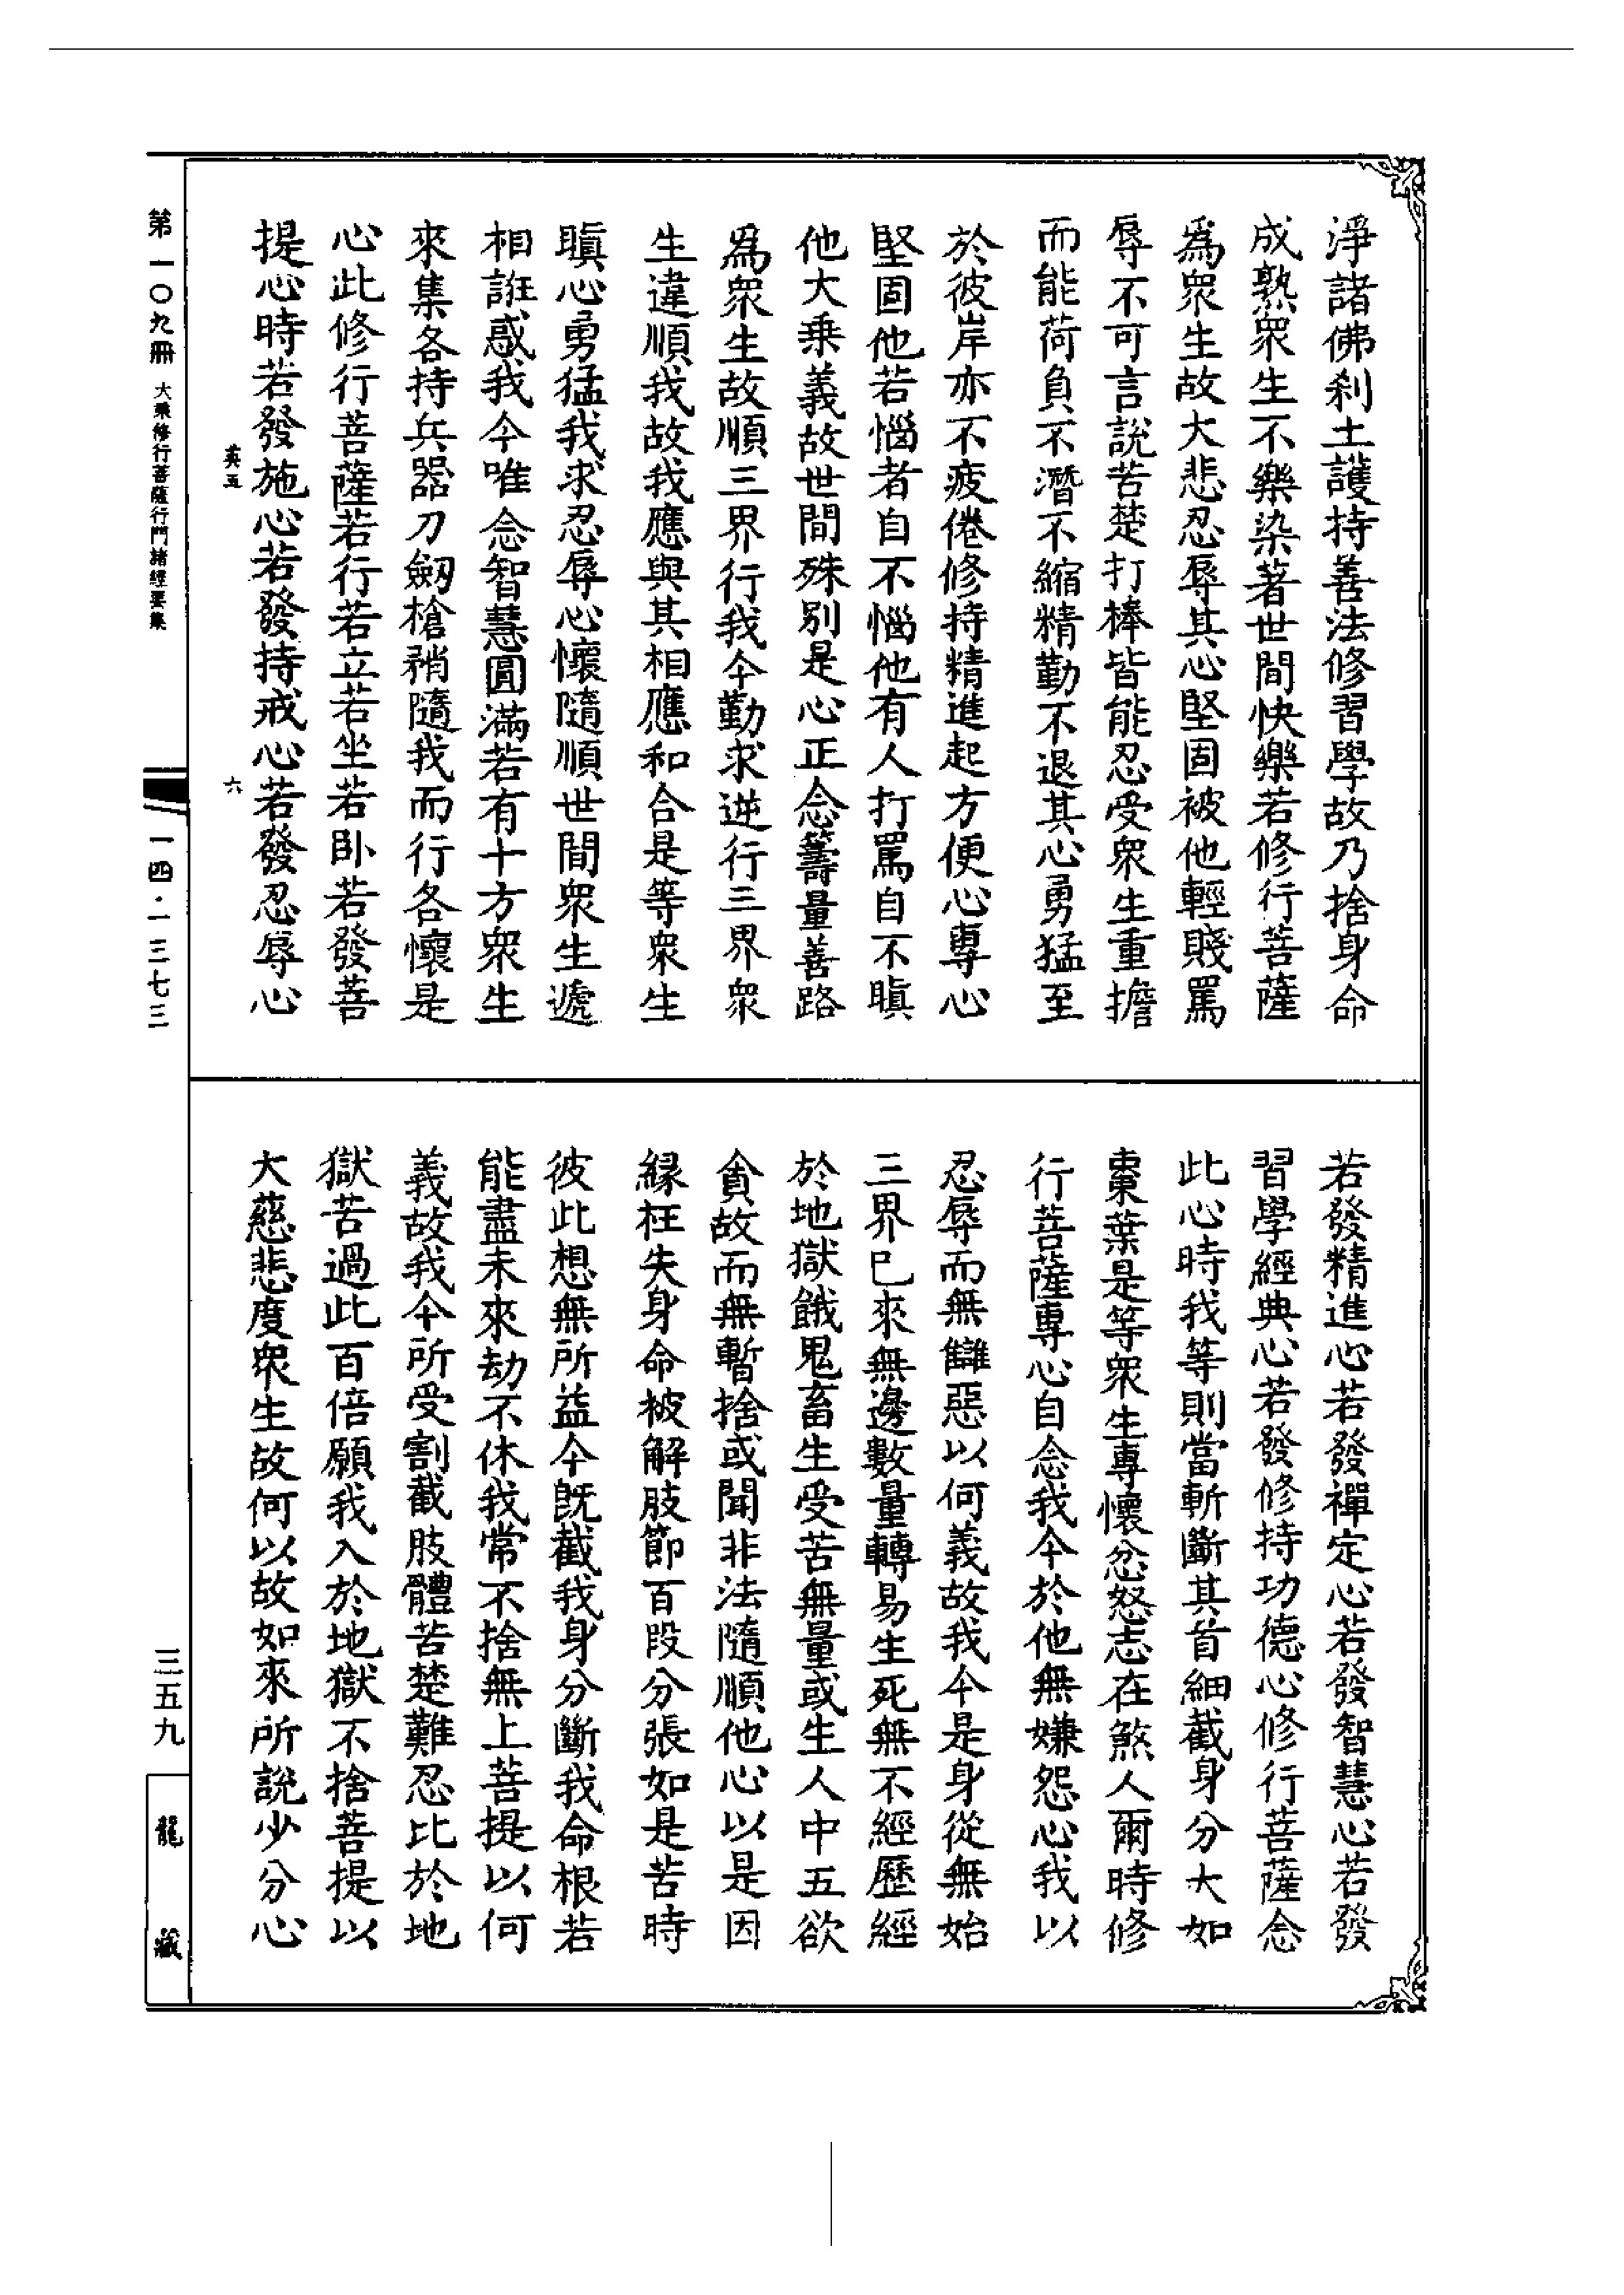 淨諸佛刹土護持善法修習學故乃捨身命
成熟衆生不樂染著世間快樂若修行菩薩
爲衆生故大悲忍辱其心堅固被他輕賤罵
辱不可言說苦楚打棒皆能忍受衆生重擔
而能荷負不潛不縮精勤不退其心勇猛至
於彼岸亦不疲倦修持精進起方便心專心
堅固他若惱者自不惱他有人打罵自不瞋
他大乗義故世間殊別是心正念籌量善路
爲衆生故順三界行我今勤求逆行三界衆
生違順我故我應與其相應和合是等衆生
瞋心勇猛我求忍辱心懷隨順世間衆生遞
相誑惑我今唯念智慧圓滿若有十方衆生
來集各持兵器刀劒槍矟隨我而行各懷是
心此修行菩薩若行若立若坐若卧若發菩
提心時若發施心若發持戒心若發忍辱心
若發精進心若發禪定心若發智慧心若發
習學經典心若發修持功德心修行菩薩念
此心時我等則當斬斷其首細截身分大如
棗葉是等衆生專懷忿怒志在煞人爾時修
行菩薩專心自念我今於他無嫌怨心我以
忍辱而無讎惡以何義故我今是身從無始
三界已來無邊數量轉易生死無不經歷經
於地獄餓鬼畜生受苦無量或生人中五欲
貪故而無暫捨或聞非法隨順他心以是因
緣枉失身命被解肢節百段分張如是苦時
彼此想無所益今既截我身分斷我命根若
能盡未來劫不休我常不捨無上菩提以何
義故我今所受割截肢體苦楚難忍比於地
獄苦過此百倍願我入於地獄不捨菩提以
大慈悲度衆生故何以故如來所說少分心
英五
六
第一〇九冊 大乘修行菩薩行門諸經要集
一四·一三七三
三五九
龍藏